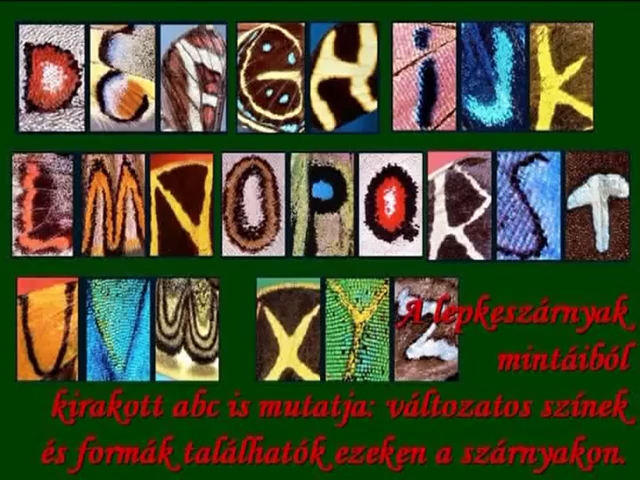 D E F G H I J K
L M N O P Q R S T
U V W X Y Z
A lepkeszárnyak
mintáiból
kirakott abc is mutatja: változatos színek
és formák találhatók ezeken a szárnyakon.